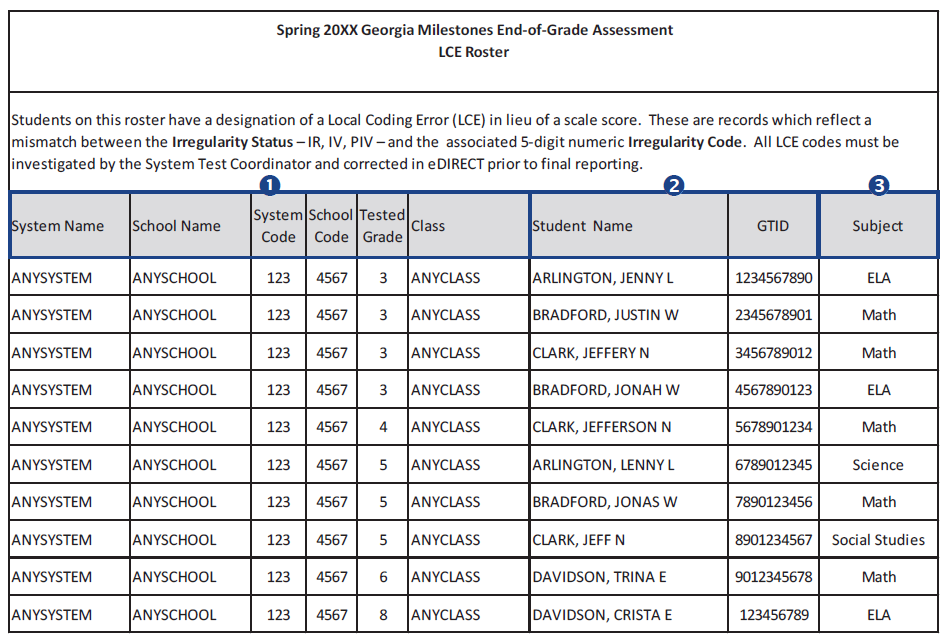 Spring 20XX Georgia Milestones End-of-Grade Assessment
LCE Roster
Students on this roster have a designation of a Local Coding Error (LCE) in lieu of a scale score. These are records which reflect a
mismatch between the Irregularity Status – IR, IV, PIV – and the associated 5-digit numeric Irregularity Code. All LCE codes must be
investigated by the System Test Coordinator and corrected in eDIRECT prior to final reporting.
1 2 3
System Name School Name System Code School Code Tested Grade Class Student Name GTID Subject
ANYSYSTEM ANYSCHOOL 123 4567 3 ANYCLASS ARLINGTON, JENNY L 1234567890 ELA
ANYSYSTEM ANYSCHOOL 123 4567 3 ANYCLASS BRADFORD, JUSTIN W 2345678901 Math
ANYSYSTEM ANYSCHOOL 123 4567 3 ANYCLASS CLARK, JEFFERY N 3456789012 Math
ANYSYSTEM ANYSCHOOL 123 4567 3 ANYCLASS BRADFORD, JONAH W 4567890123 ELA
ANYSYSTEM ANYSCHOOL 123 4567 4 ANYCLASS CLARK, JEFFERSON N 5678901234 Math
ANYSYSTEM ANYSCHOOL 123 4567 5 ANYCLASS ARLINGTON, LENNY L 6789012345 Science
ANYSYSTEM ANYSCHOOL 123 4567 5 ANYCLASS BRADFORD, JONAS W 7890123456 Math
ANYSYSTEM ANYSCHOOL 123 4567 5 ANYCLASS CLARK, JEFF N 8901234567 Social Studies
ANYSYSTEM ANYSCHOOL 123 4567 6 ANYCLASS DAVIDSON, TRINA E 9012345678 Math
ANYSYSTEM ANYSCHOOL 123 4567 8 ANYCLASS DAVIDSON, CRISTA E 123456789 ELA